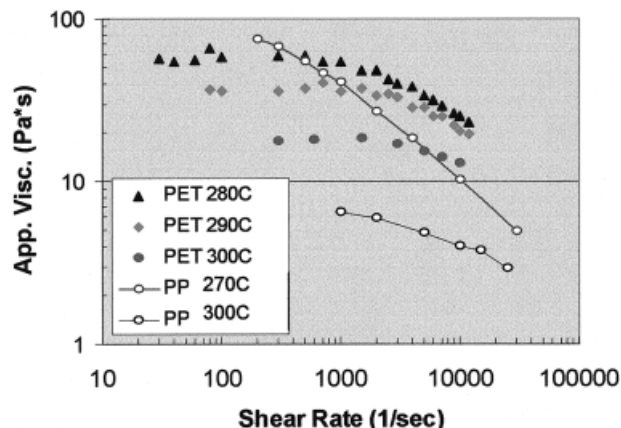 100
10
1
App. Visc. (Pa*s)
PET 280C
PET 290C
PET 300C
PP 270C
PP 300C
10 100 1000 10000 100000
Shear Rate (1/sec)